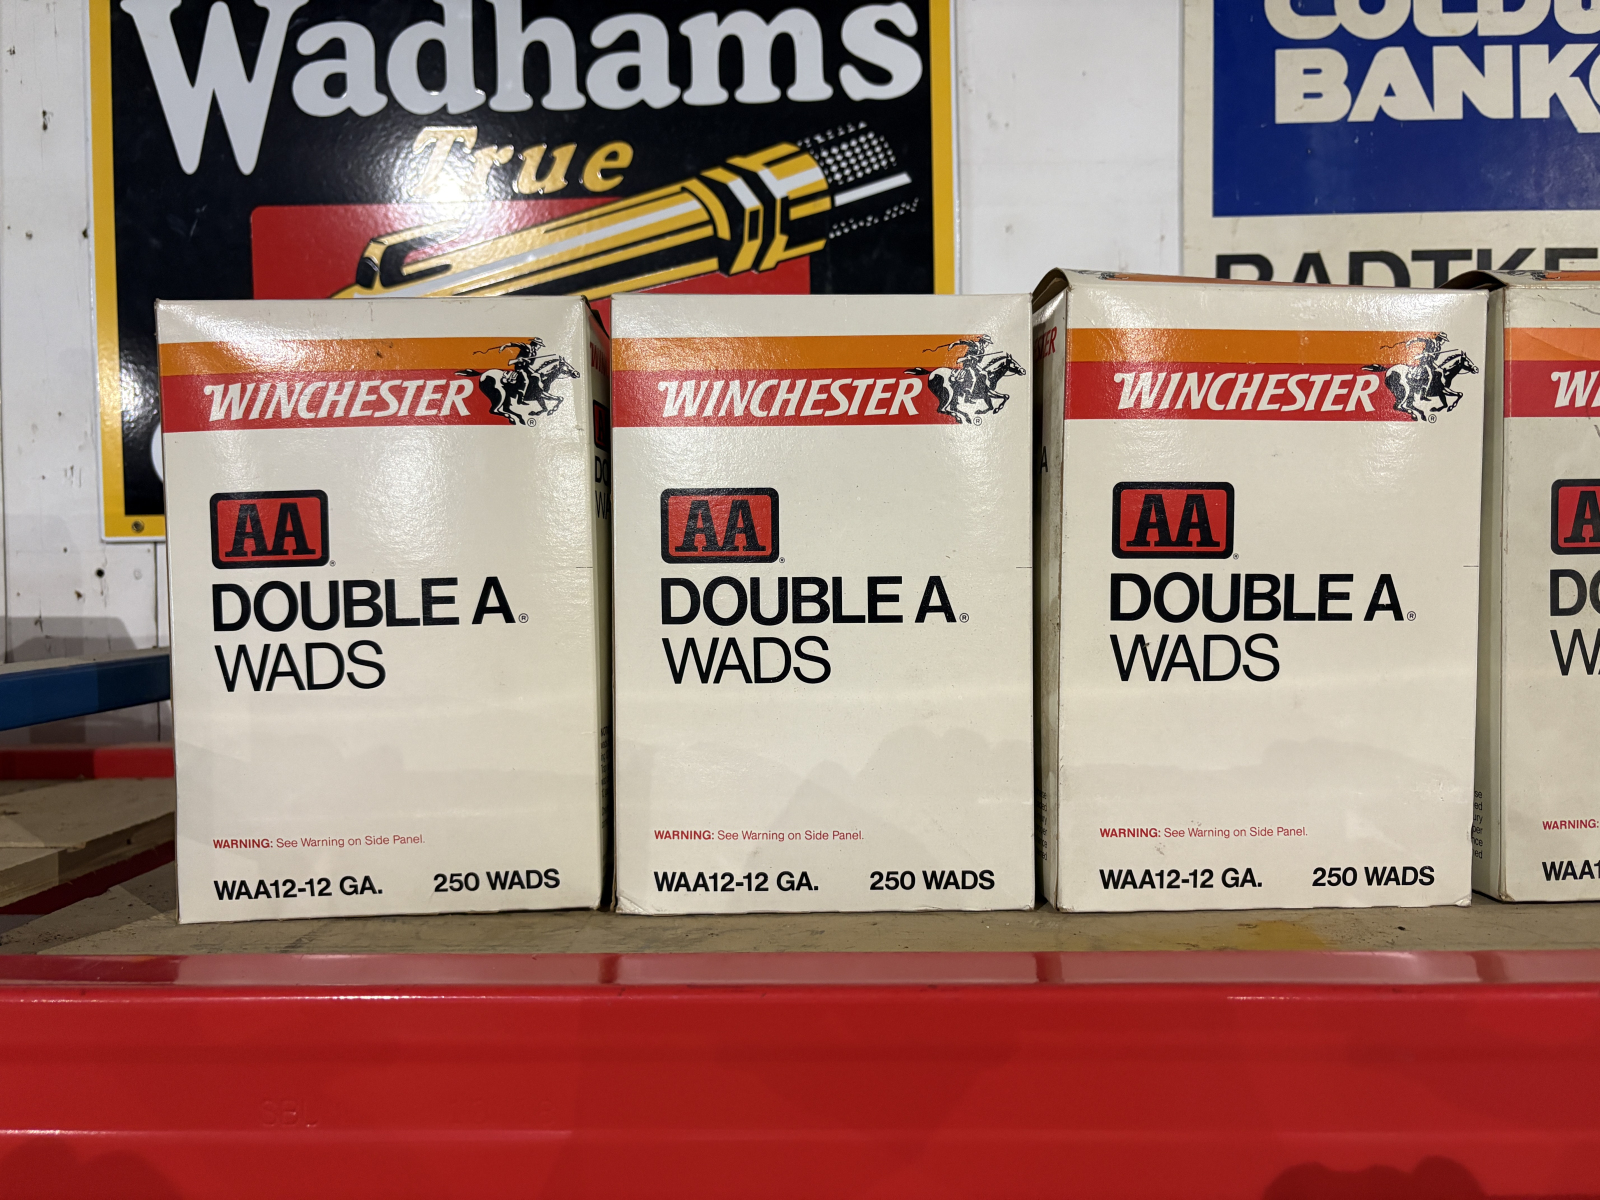 Wadhams
True
BANK
RADTKE
WINCHESTER
AA
DOUBLE A®
WADS
WARNING: See Warning on Side Panel.
WAA12-12 GA. 250 WADS
WINCHESTER
AA
DOUBLE A®
WADS
WARNING: See Warning on Side Panel.
WAA12-12 GA. 250 WADS
WINCHESTER
AA
DOUBLE A®
WADS
WARNING: See Warning on Side Panel.
WAA12-12 GA. 250 WADS
WARNING: